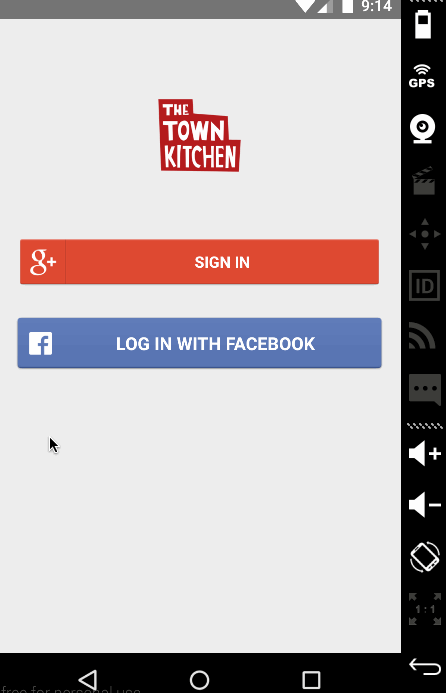 9:14
THE
TOWN
KITCHEN
g+
SIGN IN
f
LOG IN WITH FACEBOOK
GPS
ID
1:1
free for personal use